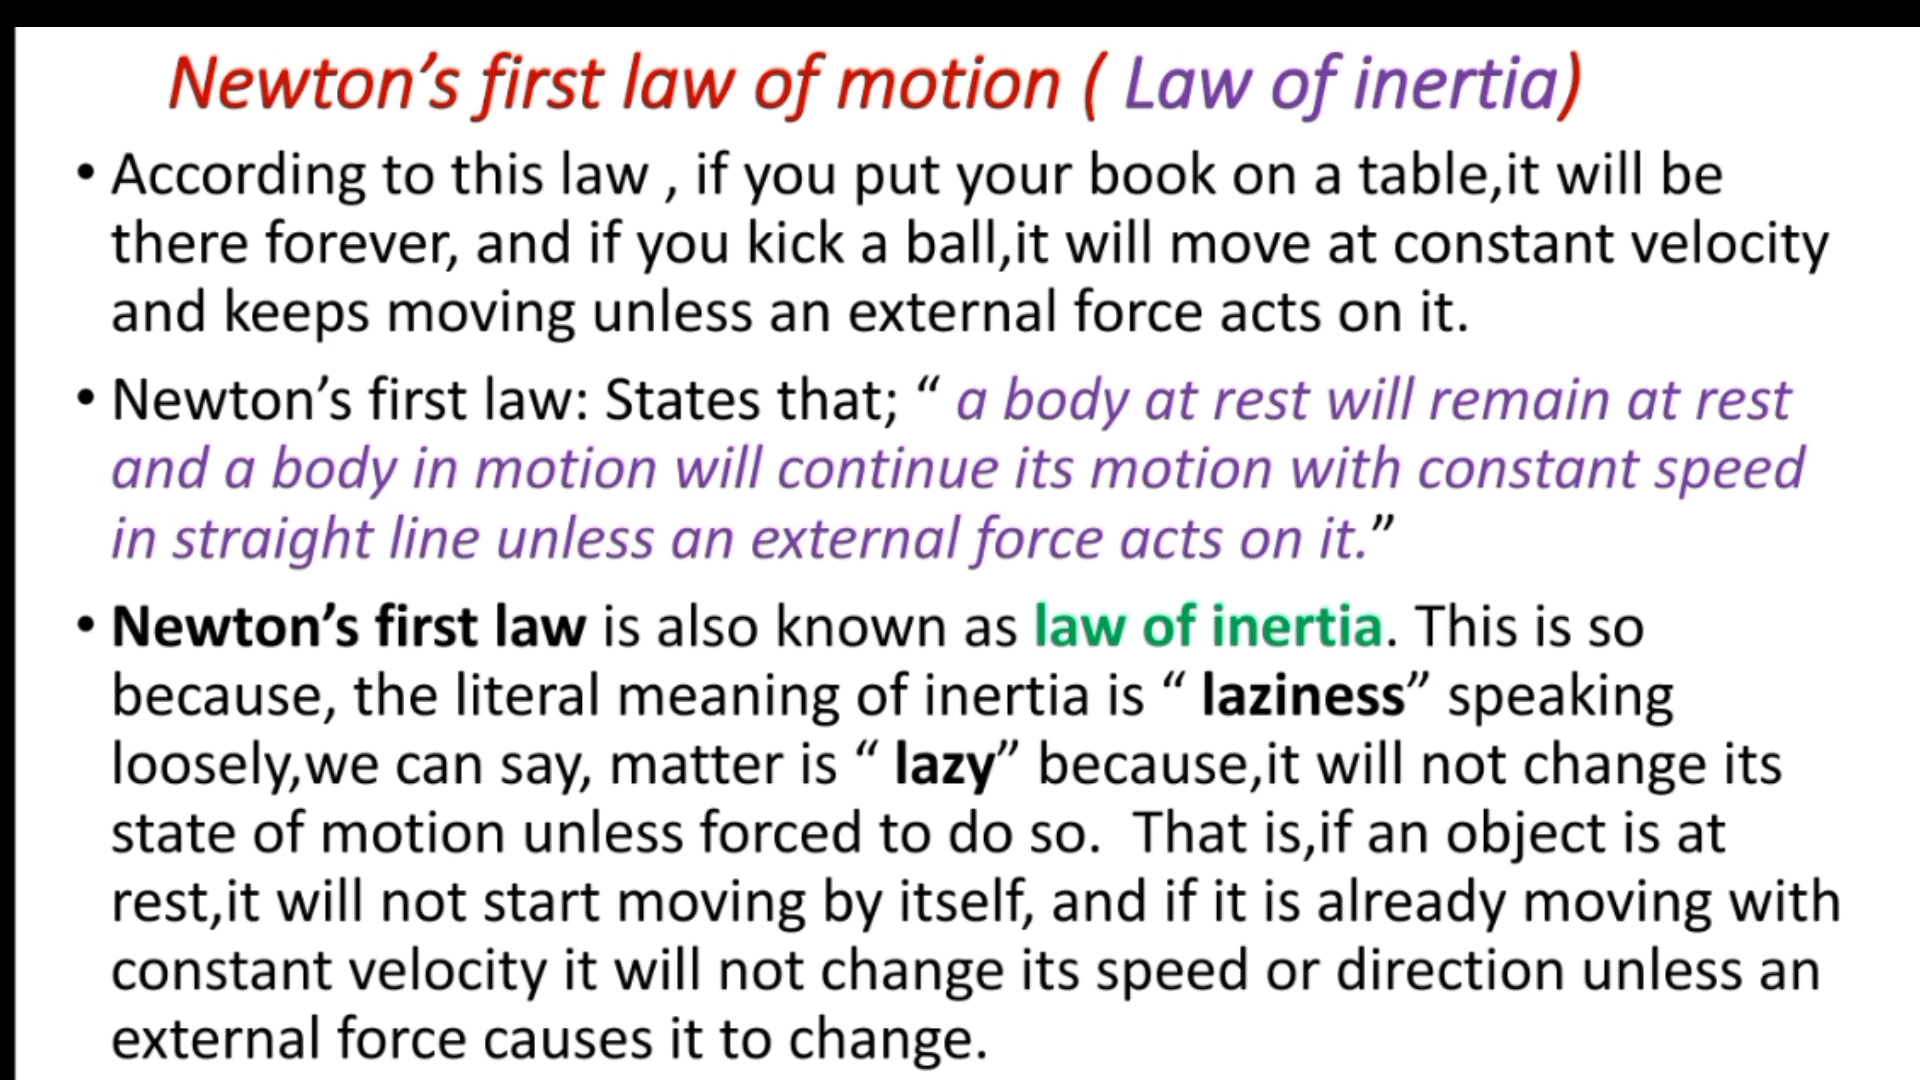 Newton’s first law of motion ( Law of inertia)
• According to this law , if you put your book on a table,it will be
there forever, and if you kick a ball,it will move at constant velocity
and keeps moving unless an external force acts on it.
• Newton’s first law: States that; “ a body at rest will remain at rest
and a body in motion will continue its motion with constant speed
in straight line unless an external force acts on it.”
• Newton’s first law is also known as law of inertia. This is so
because, the literal meaning of inertia is “ laziness” speaking
loosely,we can say, matter is “ lazy” because,it will not change its
state of motion unless forced to do so.  That is,if an object is at
rest,it will not start moving by itself, and if it is already moving with
constant velocity it will not change its speed or direction unless an
external force causes it to change.